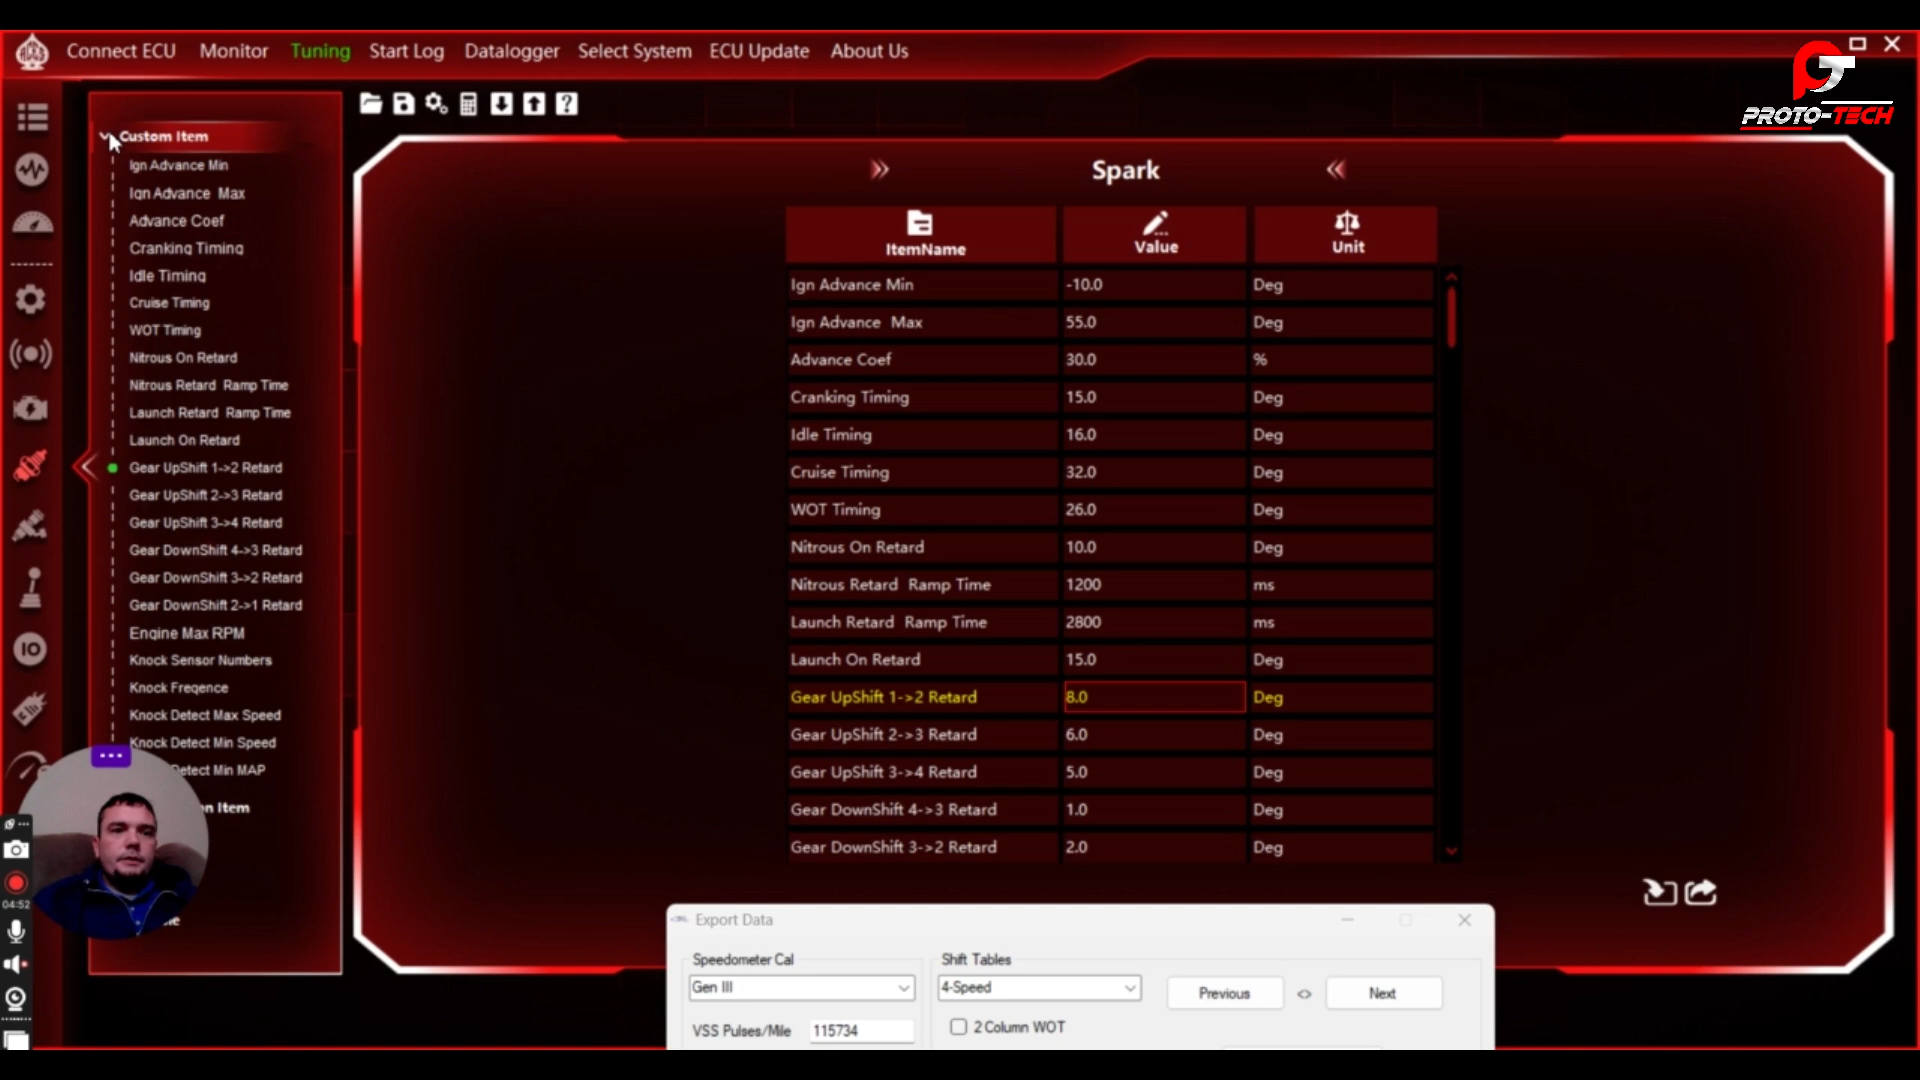 Connect ECU Monitor Tuning Start Log Datalogger Select System ECU Update About Us
PROTO-TECH
Custom Item
Ign Advance Min
Ign Advance  Max
Advance Coef
Cranking Timing
Idle Timing
Cruise Timing
WOT Timing
Nitrous On Retard
Nitrous Retard  Ramp Time
Launch Retard  Ramp Time
Launch On Retard
Gear UpShift 1->2 Retard
Gear UpShift 2->3 Retard
Gear UpShift 3->4 Retard
Gear DownShift 4->3 Retard
Gear DownShift 3->2 Retard
Gear DownShift 2->1 Retard
Engine Max RPM
Knock Sensor Numbers
Knock Freqence
Knock Detect Max Speed
Knock Detect Min Speed
Detect Min MAP
Item
IO
04:52
Spark
ItemName Value Unit
Ign Advance Min -10.0 Deg
Ign Advance  Max 55.0 Deg
Advance Coef 30.0 %
Cranking Timing 15.0 Deg
Idle Timing 16.0 Deg
Cruise Timing 32.0 Deg
WOT Timing 26.0 Deg
Nitrous On Retard 10.0 Deg
Nitrous Retard  Ramp Time 1200 ms
Launch Retard  Ramp Time 2800 ms
Launch On Retard 15.0 Deg
Gear UpShift 1->2 Retard 8.0 Deg
Gear UpShift 2->3 Retard 6.0 Deg
Gear UpShift 3->4 Retard 5.0 Deg
Gear DownShift 4->3 Retard 1.0 Deg
Gear DownShift 3->2 Retard 2.0 Deg
Export Data
Speedometer Cal Shift Tables
Gen III 4-Speed Previous <> Next
VSS Pulses/Mile 115734 2 Column WOT